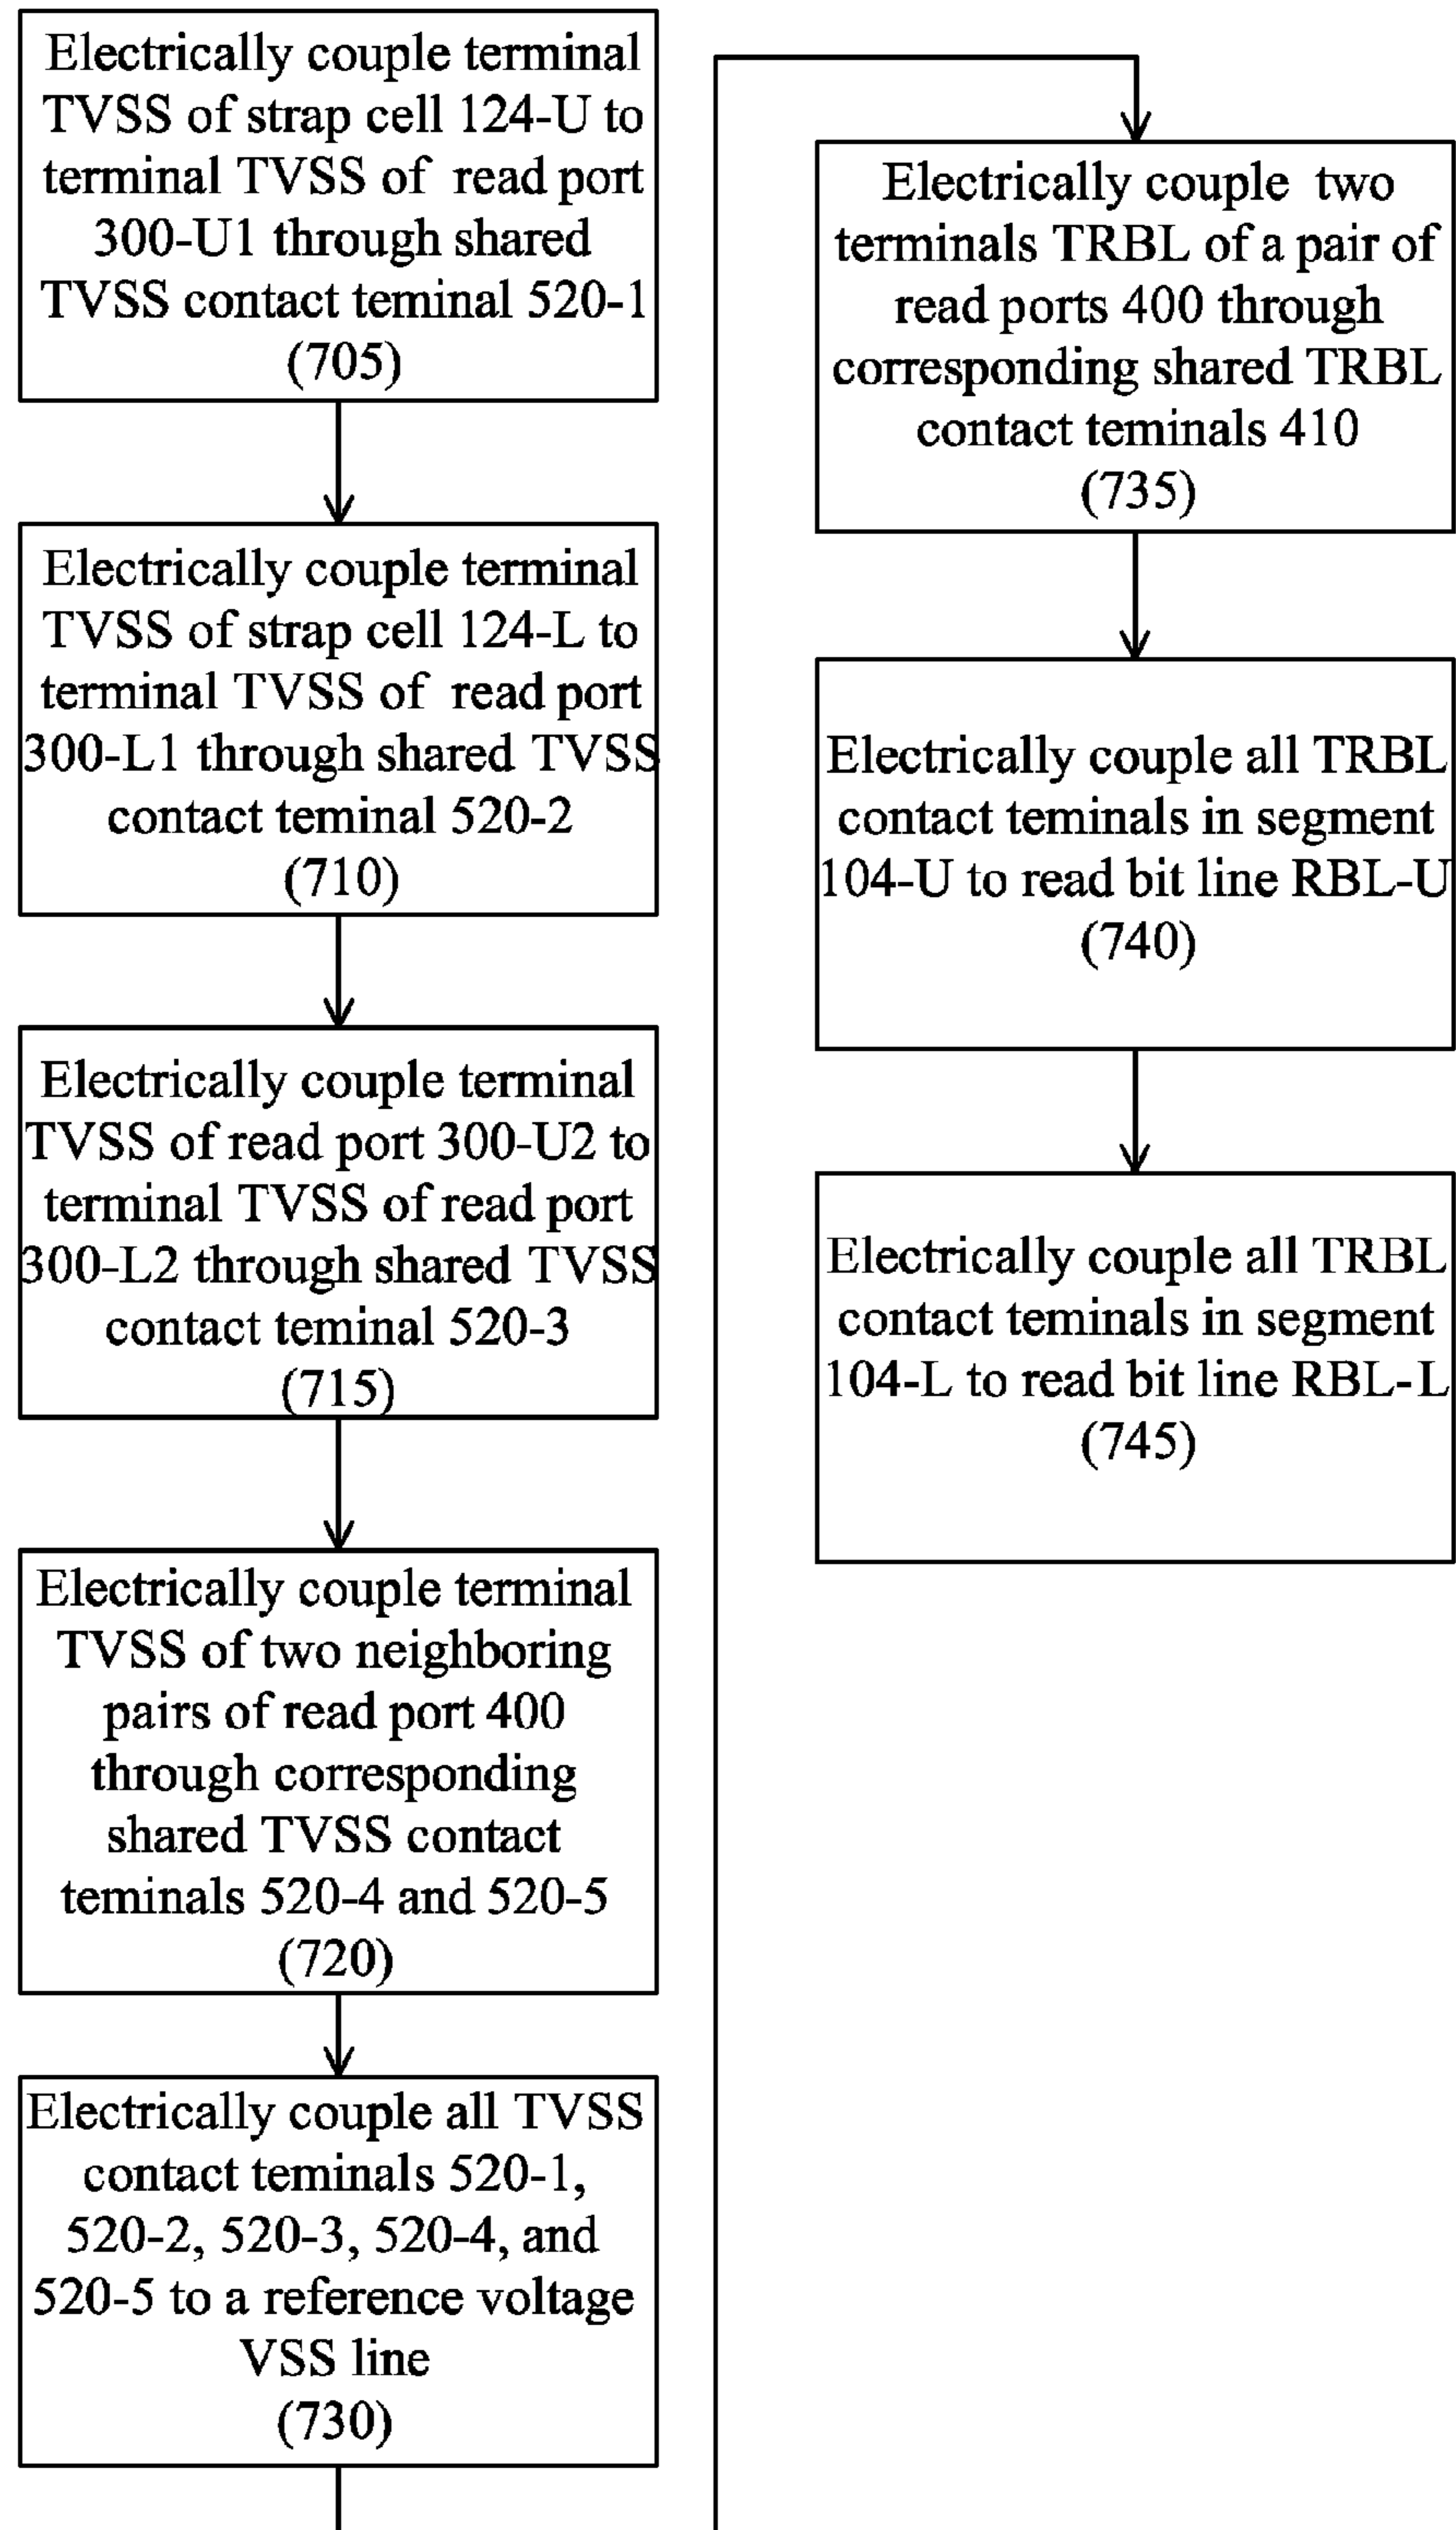 Electrically couple terminal
TVSS of strap cell 124-U to
terminal TVSS of read port
300-U1 through shared
TVSS contact teminal 520-1
(705)
Electrically couple terminal
TVSS of strap cell 124-L to
terminal TVSS of read port
300-L1 through shared TVSS
contact teminal 520-2
(710)
Electrically couple terminal
TVSS of read port 300-U2 to
terminal TVSS of read port
300-L2 through shared TVSS
contact teminal 520-3
(715)
Electrically couple terminal
TVSS of two neighboring
pairs of read port 400
through corresponding
shared TVSS contact
teminals 520-4 and 520-5
(720)
Electrically couple all TVSS
contact teminals 520-1,
520-2, 520-3, 520-4, and
520-5 to a reference voltage
VSS line
(730)
Electrically couple two
terminals TRBL of a pair of
read ports 400 through
corresponding shared TRBL
contact teminals 410
(735)
Electrically couple all TRBL
contact teminals in segment
104-U to read bit line RBL-U
(740)
Electrically couple all TRBL
contact teminals in segment
104-L to read bit line RBL-L
(745)